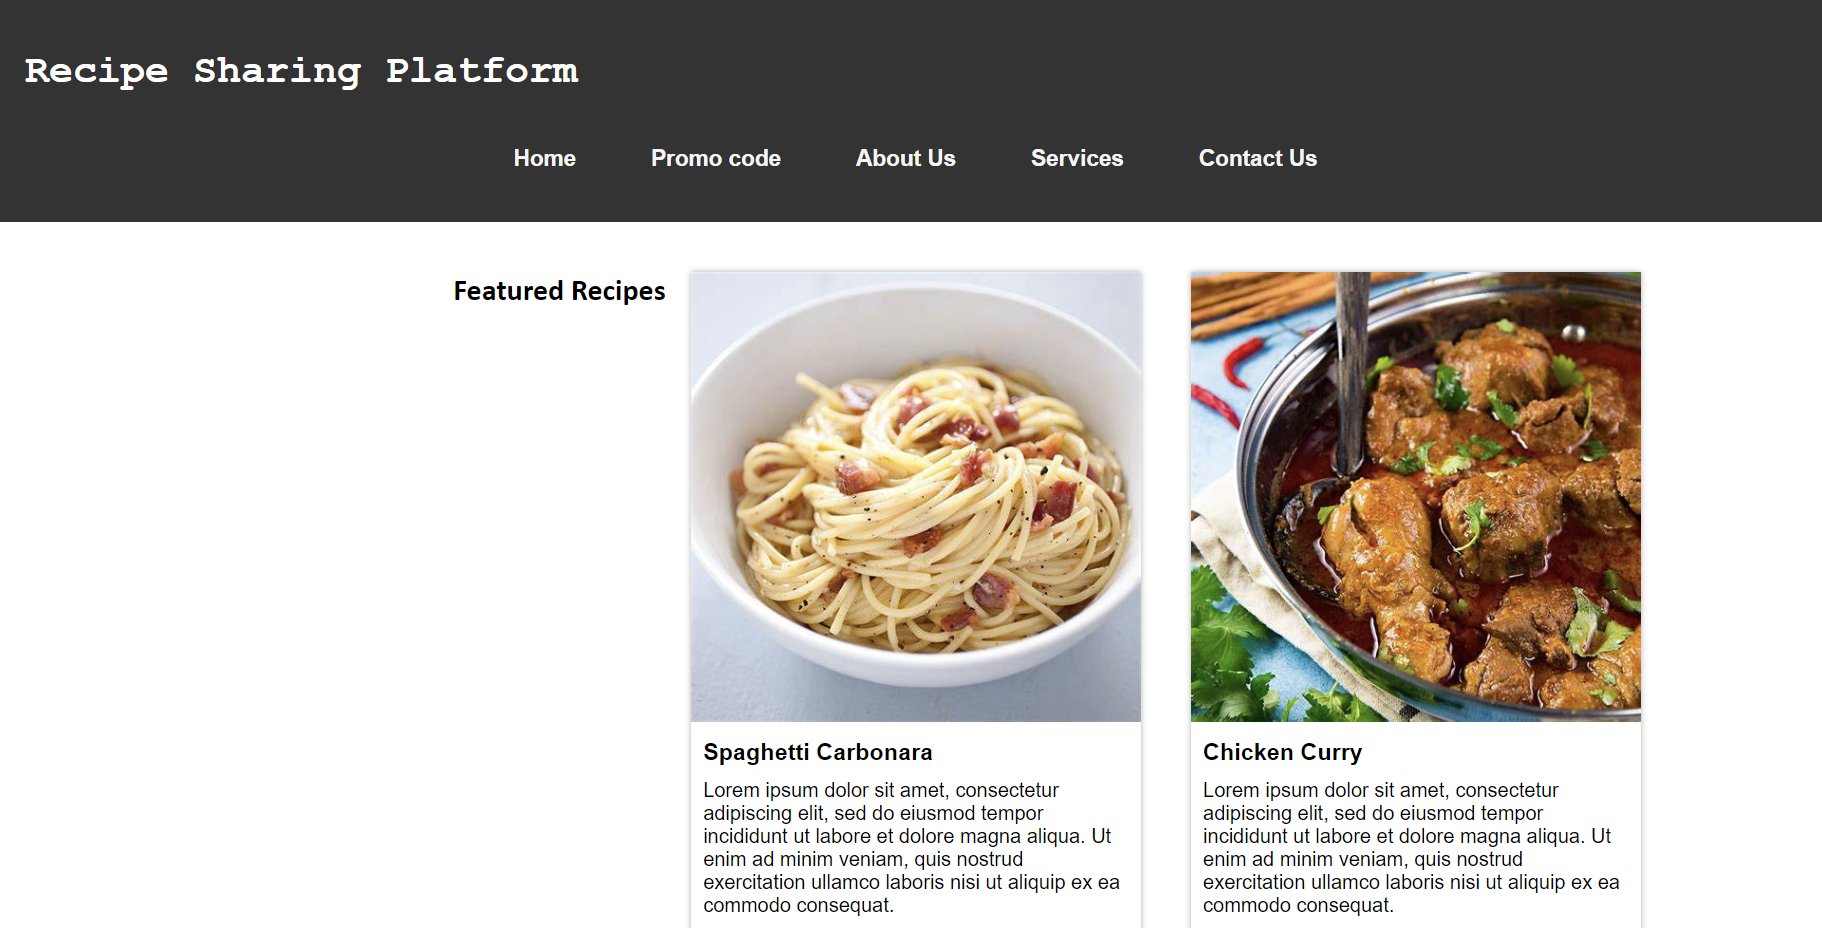 Recipe Sharing Platform
Home Promo code About Us Services Contact Us
Featured Recipes
Spaghetti Carbonara
Lorem ipsum dolor sit amet, consectetur
adipiscing elit, sed do eiusmod tempor
incididunt ut labore et dolore magna aliqua. Ut
enim ad minim veniam, quis nostrud
exercitation ullamco laboris nisi ut aliquip ex ea
commodo consequat.
Chicken Curry
Lorem ipsum dolor sit amet, consectetur
adipiscing elit, sed do eiusmod tempor
incididunt ut labore et dolore magna aliqua. Ut
enim ad minim veniam, quis nostrud
exercitation ullamco laboris nisi ut aliquip ex ea
commodo consequat.